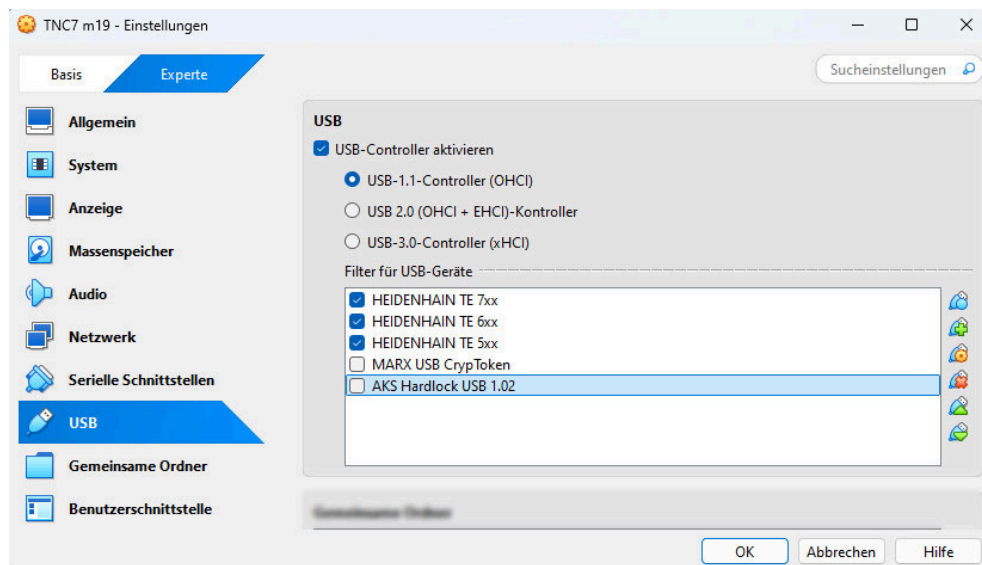 TNC7 m19 - Einstellungen
Basis
Experte
Sucheinstellungen
Allgemein
System
Anzeige
Massenspeicher
Audio
Netzwerk
Serielle Schnittstellen
USB
Gemeinsame Ordner
Benutzerschnittstelle
USB
USB-Controller aktivieren
USB-1.1-Controller (OHCI)
USB 2.0 (OHCI + EHCI)-Kontroller
USB-3.0-Controller (xHCI)
Filter für USB-Geräte
HEIDENHAIN TE 7xx
HEIDENHAIN TE 6xx
HEIDENHAIN TE 5xx
MARX USB CrypToken
AKS Hardlock USB 1.02
Gemeinsame Ordner
OK
Abbrechen
Hilfe